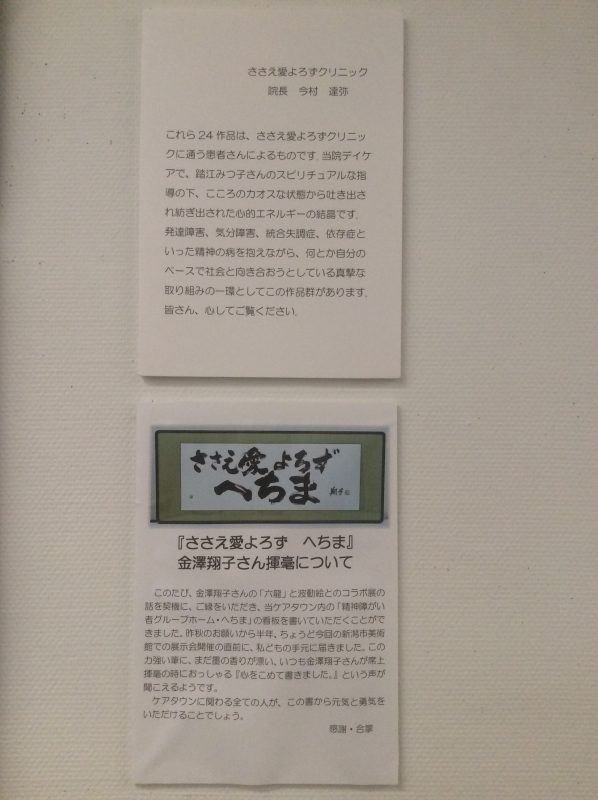 ささえ愛よろずクリニック
院長　今村　達弥
これら24作品は、ささえ愛よろずクリニッ
クに通う患者さんによるものです.当院デイケ
アで、踏江みつ子さんのスピリチュアルな指
導の下、こころのカオスな状態から吐き出さ
れ紡ぎ出された心的エネルギーの結晶です.
発達障害、気分障害、統合失調症、依存症と
いった精神の病を抱えながら、何とか自分の
ペースで社会と向き合おうとしている真摯な
取り組みの一環としてこの作品群があります.
皆さん、心してご覧ください.
ささえ愛よろず
へちま
翔子
『ささえ愛よろず　へちま』
金澤翔子さん揮毫について
このたび、金澤翔子さんの「六龍」と波動絵とのコラボ展の
話を契機に、ご縁をいただき、当ケアタウン内の「精神障がい
者グループホーム・へちま」の看板を書いていただくことがで
きました。昨秋のお願いから半年、ちょうど今回の新潟市美術
館での展示会開催の直前に、私どもの手元に届きました。この
力強い筆に、まだ墨の香りが漂い、いつも金澤翔子さんが席上
揮毫の時におっしゃる『心をこめて書きました。』という声が
聞こえるようです。
ケアタウンに関わる全ての人が、この書から元気と勇気を
いただけることでしょう。
感謝・合掌